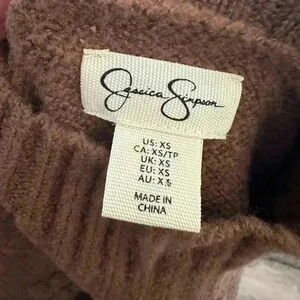 Jessica Simpson
US: XS
CA: XS/TP
UK: XS
EU: XS
AU: XS
MADE IN
CHINA